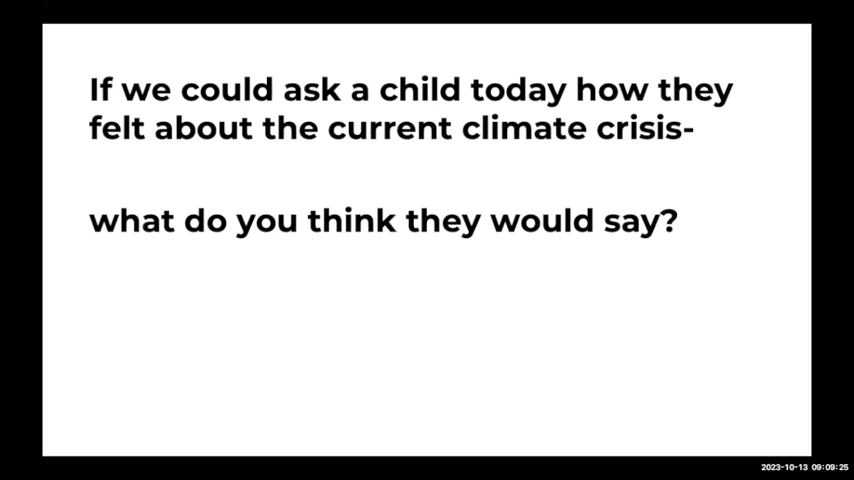 If we could ask a child today how they
felt about the current climate crisis-
what do you think they would say?
2023-10-13 09:09:25